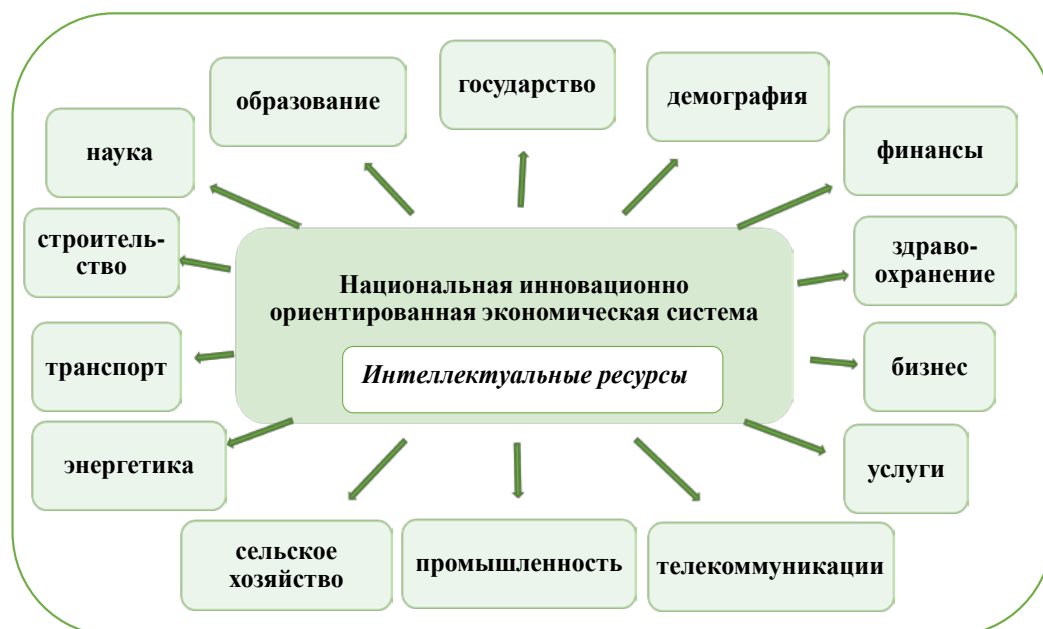 государство
образование
демография
наука
финансы
строитель-
ство
здраво-
охранение
Национальная инновационно
ориентированная экономическая система
транспорт
Интеллектуальные ресурсы
бизнес
энергетика
услуги
сельское
хозяйство
промышленность
телекоммуникации